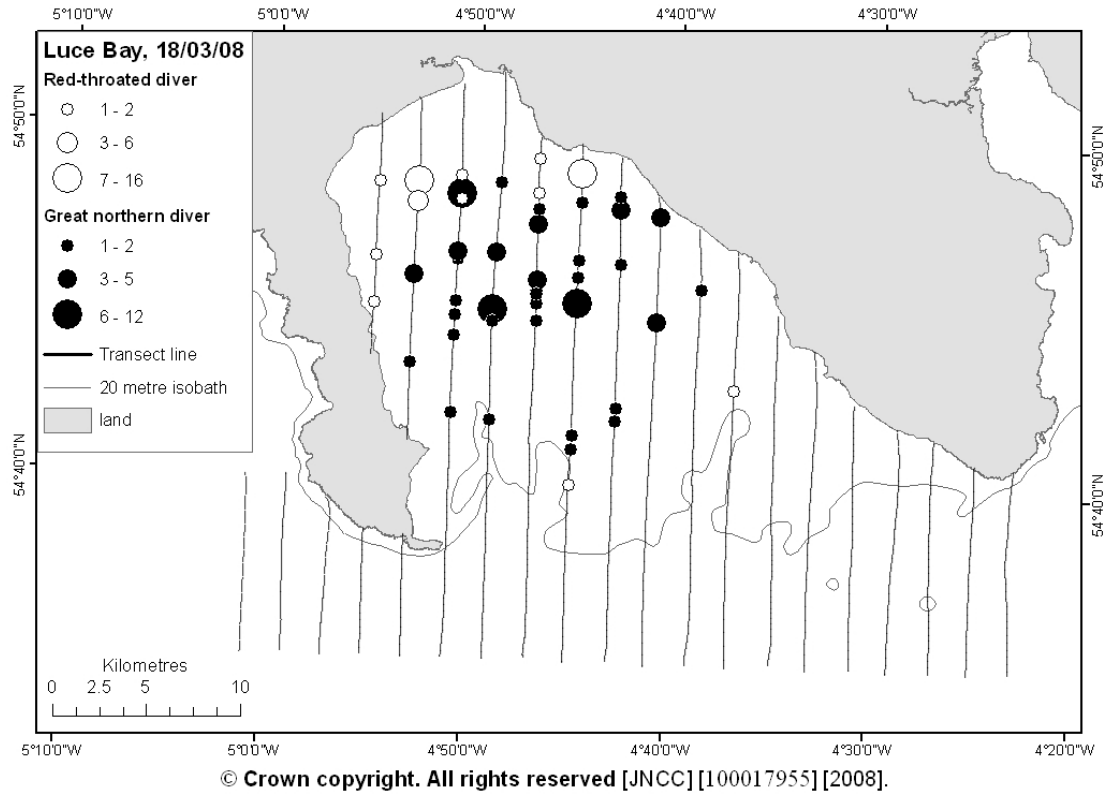 5°10'0"W 5°0'0"W 4°50'0"W 4°40'0"W 4°30'0"W
Luce Bay, 18/03/08
Red-throated diver
1 - 2
3 - 6
7 - 16
Great northern diver
1 - 2
3 - 5
6 - 12
Transect line
20 metre isobath
land
54°50'0"N
54°50'0"N
54°40'0"N
54°40'0"N
Kilometres
0 2.5 5 10
5°10'0"W 5°0'0"W 4°50'0"W 4°40'0"W 4°30'0"W 4°20'0"W
© Crown copyright. All rights reserved [JNCC] [100017955] [2008].